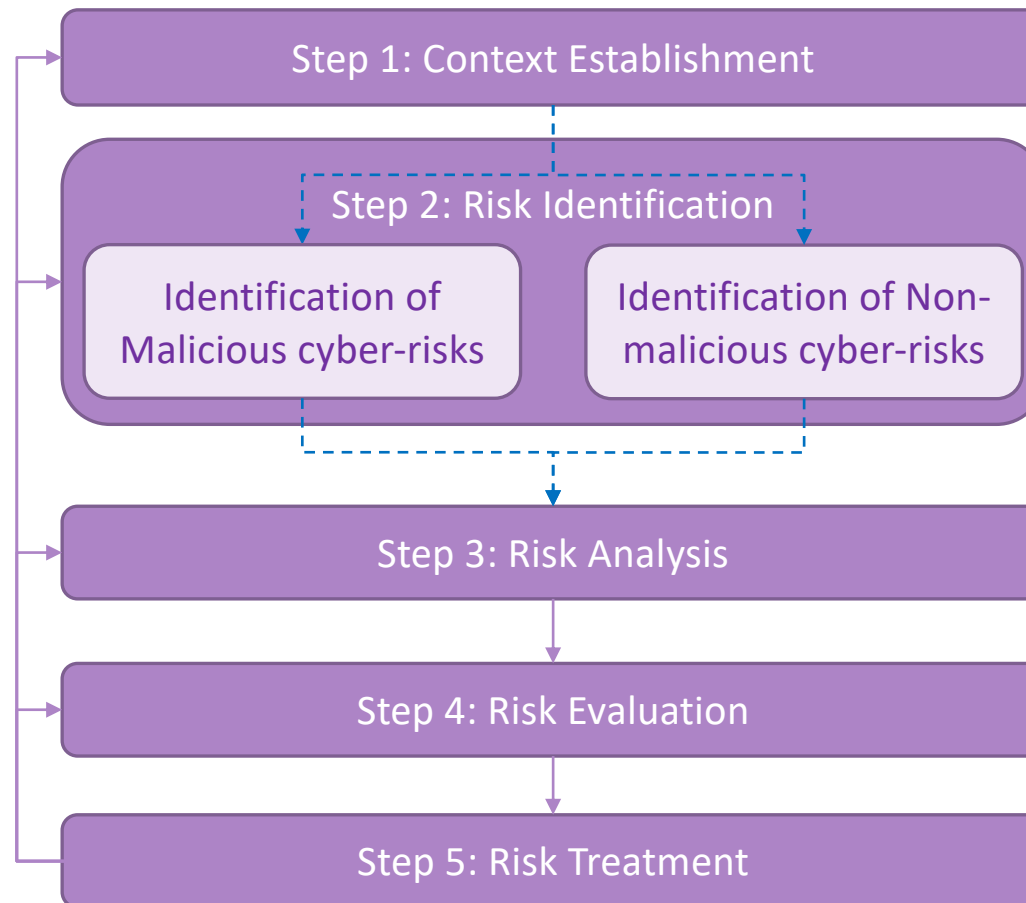 Step 1: Context Establishment
Step 2: Risk Identification
Identification of
Malicious cyber-risks
Identification of Non-
malicious cyber-risks
Step 3: Risk Analysis
Step 4: Risk Evaluation
Step 5: Risk Treatment